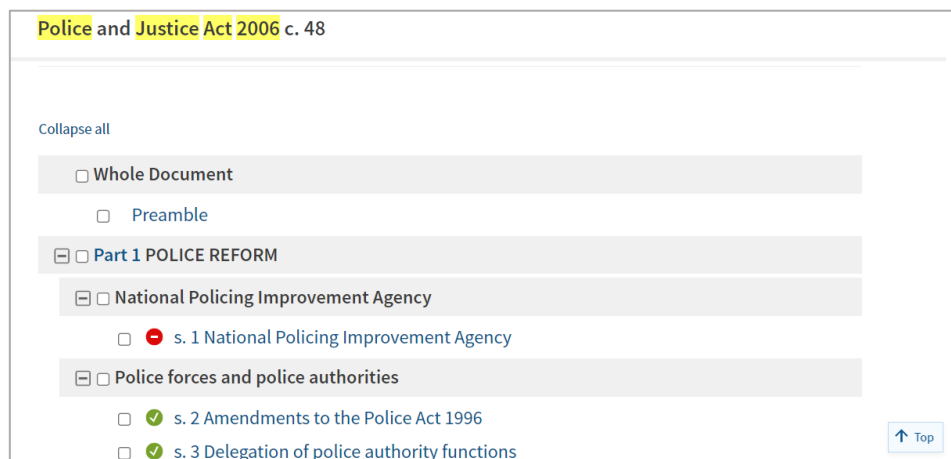 Police and Justice Act 2006 c. 48
Collapse all
Whole Document
Preamble
Part 1 POLICE REFORM
National Policing Improvement Agency
s. 1 National Policing Improvement Agency
Police forces and police authorities
s. 2 Amendments to the Police Act 1996
Top
s. 3 Delegation of police authority functions